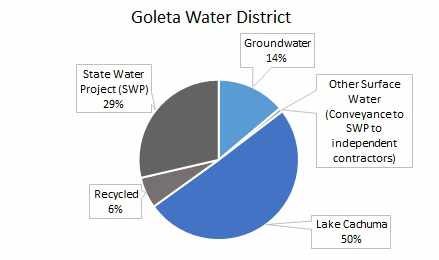 Goleta Water District
Groundwater
14%
Other Surface
Water
(Conveyance to
SWP to
independent
contractors)
Lake Cachuma
50%
Recycled
6%
State Water
Project (SWP)
29%